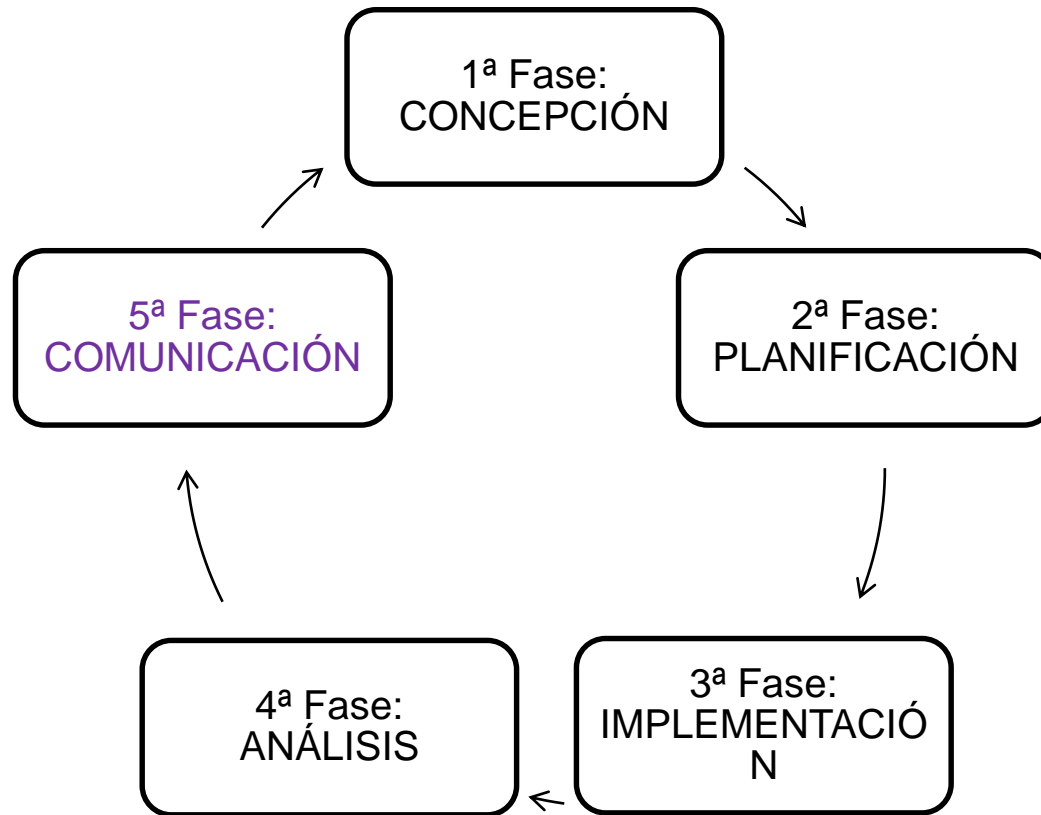 1ª Fase:
CONCEPCIÓN
2ª Fase:
PLANIFICACIÓN
3ª Fase:
IMPLEMENTACIÓ
N
4ª Fase:
ANÁLISIS
5ª Fase:
COMUNICACIÓN